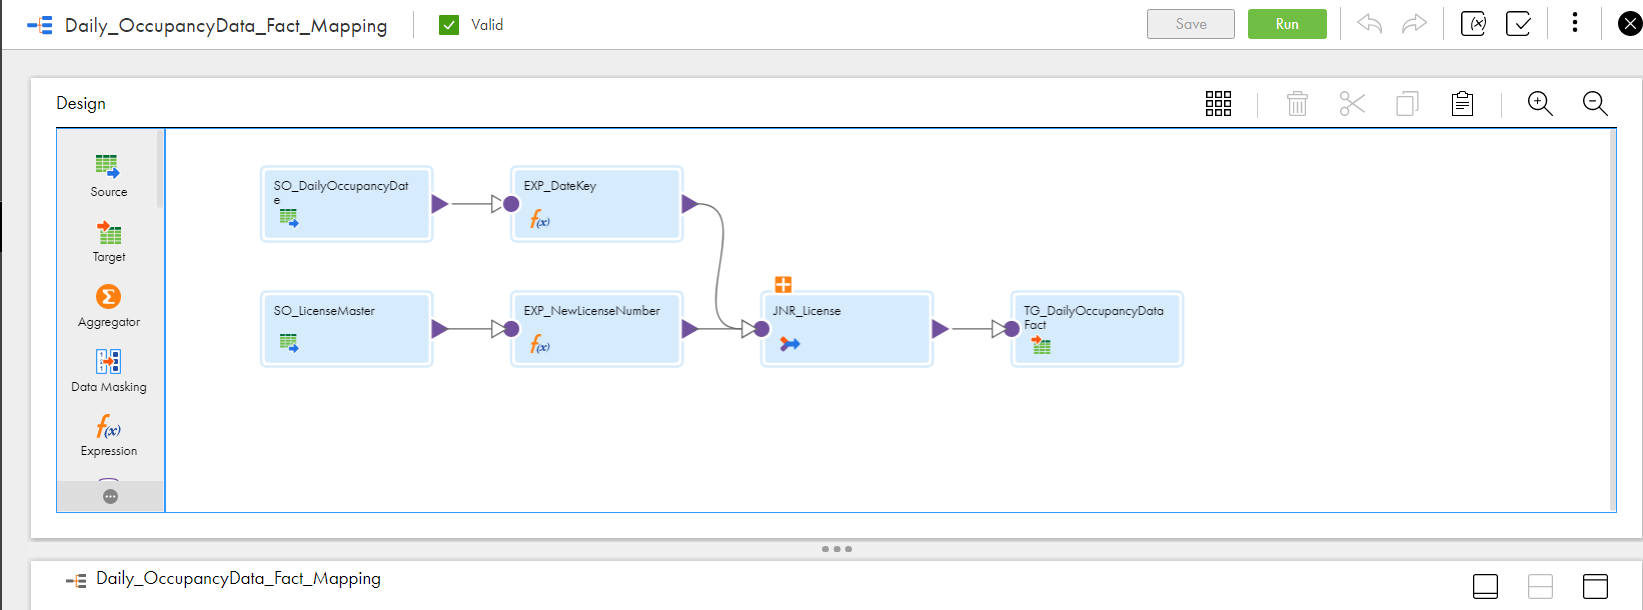 Daily_OccupancyData_Fact_Mapping
Valid
Save
Run
Design
Source
Target
Aggregator
Data Masking
Expression
SO_DailyOccupancyDat
e
EXP_DateKey
SO_LicenseMaster
EXP_NewLicenseNumber
JNR_License
TG_DailyOccupancyData
Fact
Daily_OccupancyData_Fact_Mapping